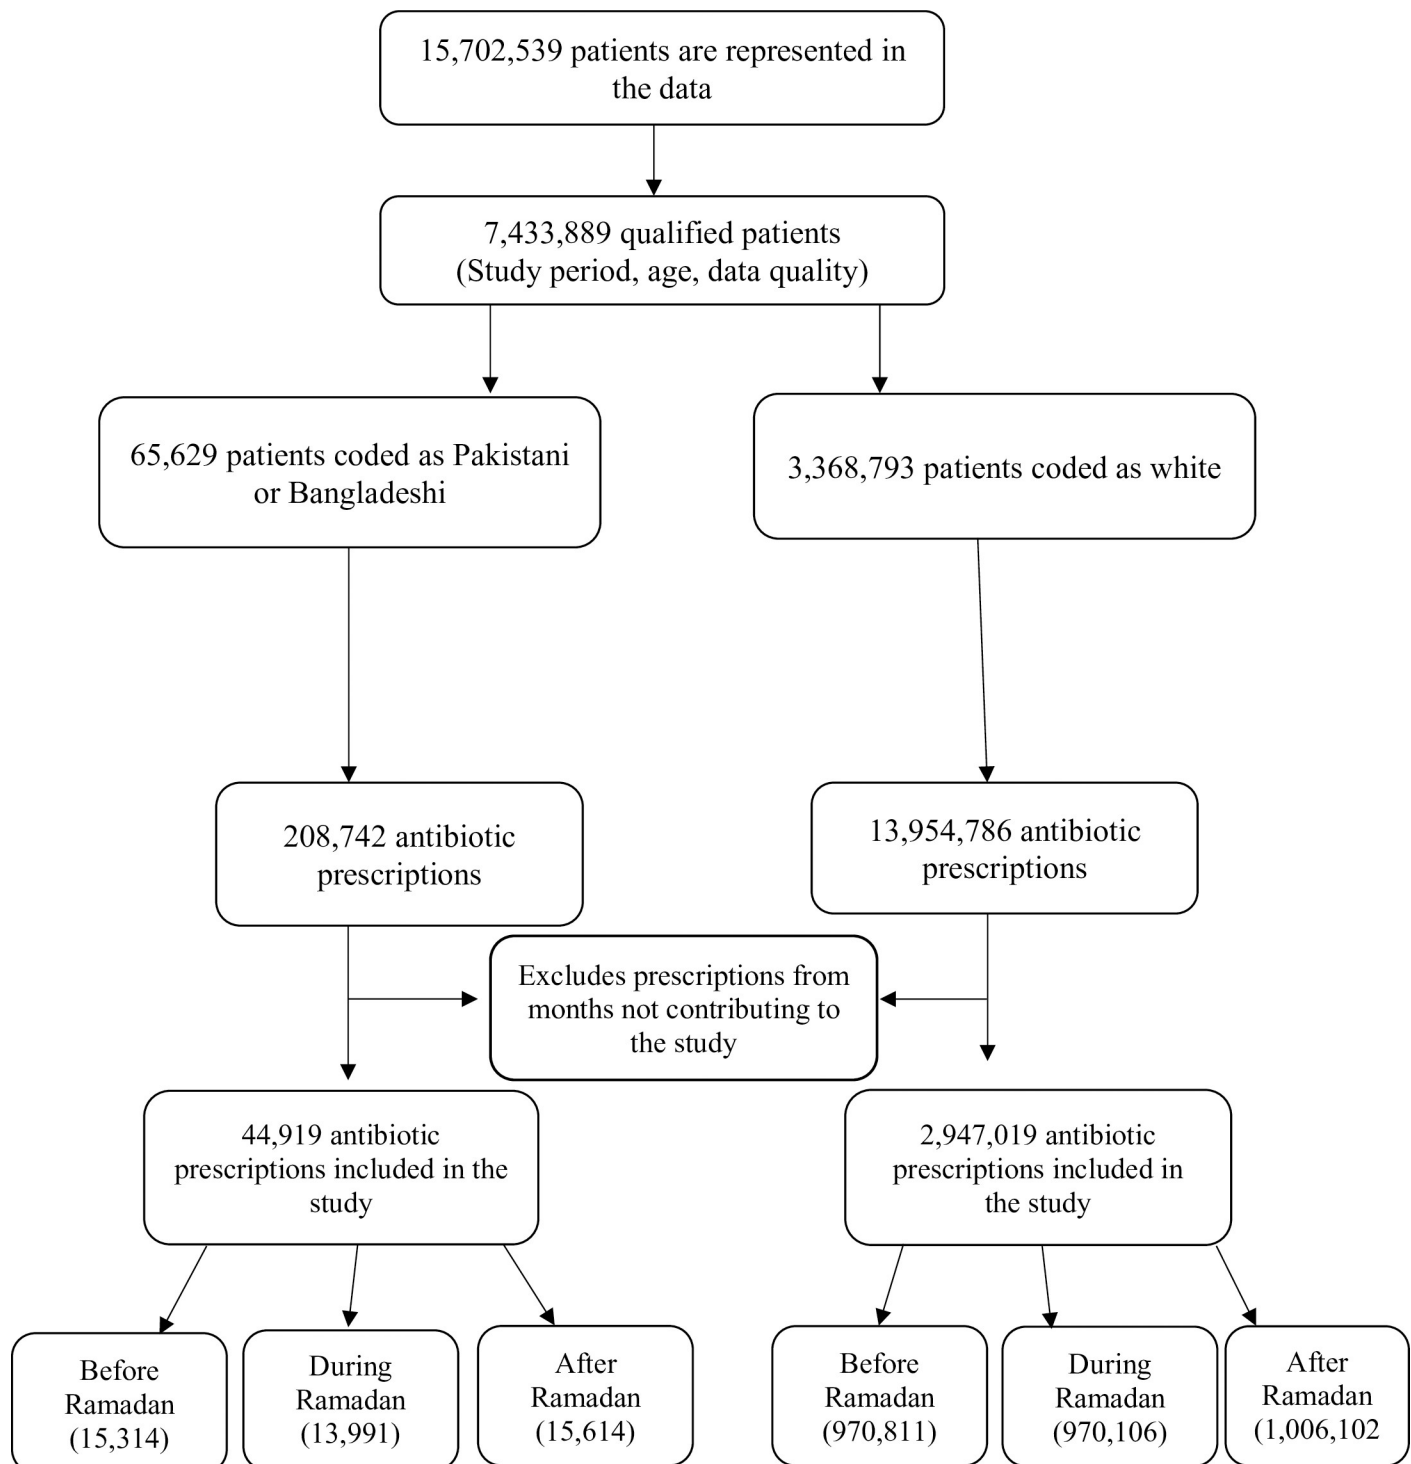 15,702,539 patients are represented in
the data
7,433,889 qualified patients
(Study period, age, data quality)
65,629 patients coded as Pakistani
or Bangladeshi
3,368,793 patients coded as white
208,742 antibiotic
prescriptions
13,954,786 antibiotic
prescriptions
Excludes prescriptions from
months not contributing to
the study
44,919 antibiotic
prescriptions included in the
study
2,947,019 antibiotic
prescriptions included in
the study
Before
Ramadan
(15,314)
During
Ramadan
(13,991)
After
Ramadan
(15,614)
Before
Ramadan
(970,811)
During
Ramadan
(970,106)
After
Ramadan
(1,006,102